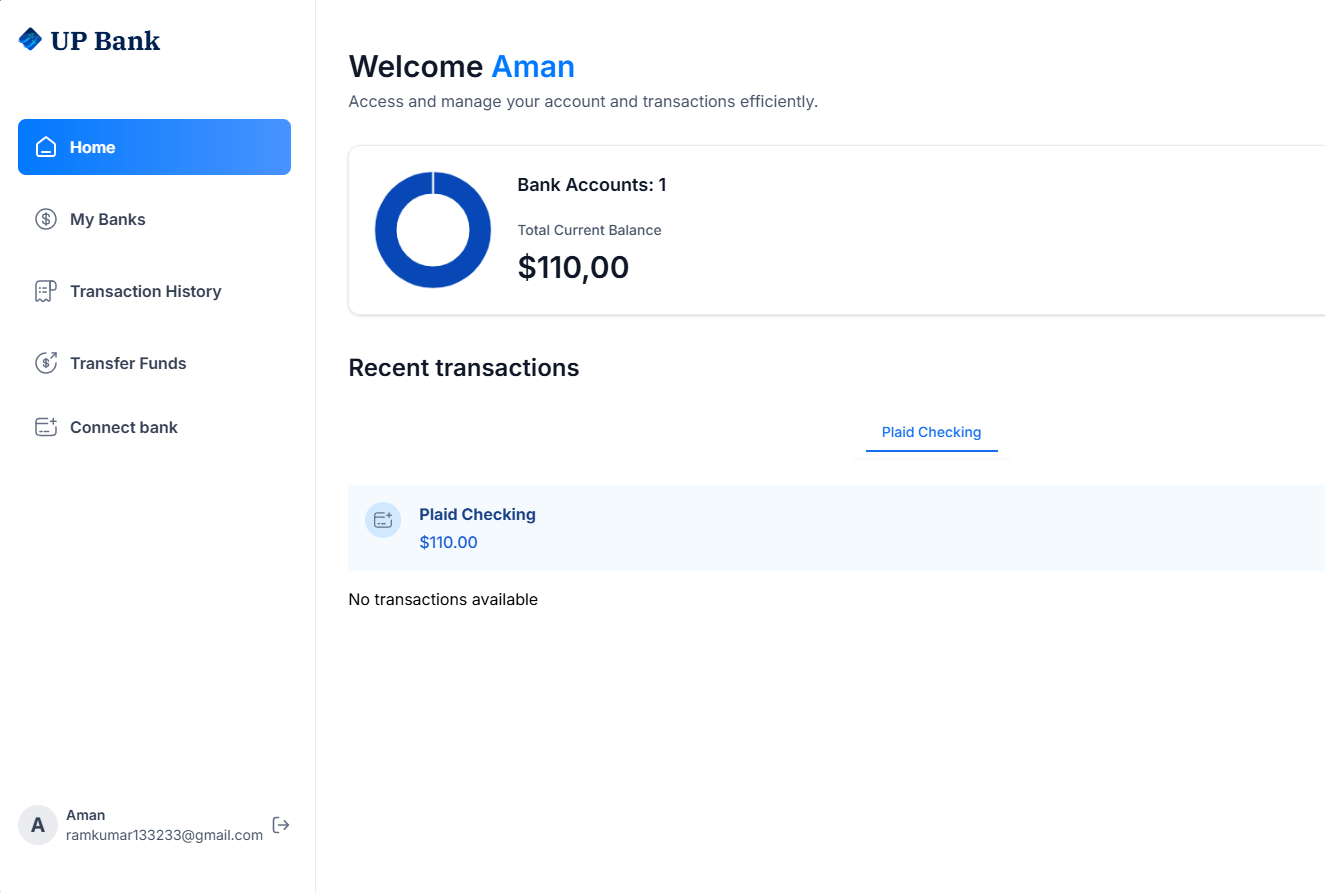 UP Bank
Home
My Banks
Transaction History
Transfer Funds
Connect bank
A
Aman
ramkumar133233@gmail.com
Welcome Aman
Access and manage your account and transactions efficiently.
Bank Accounts: 1
Total Current Balance
$110,00
Recent transactions
Plaid Checking
Plaid Checking
$110.00
No transactions available